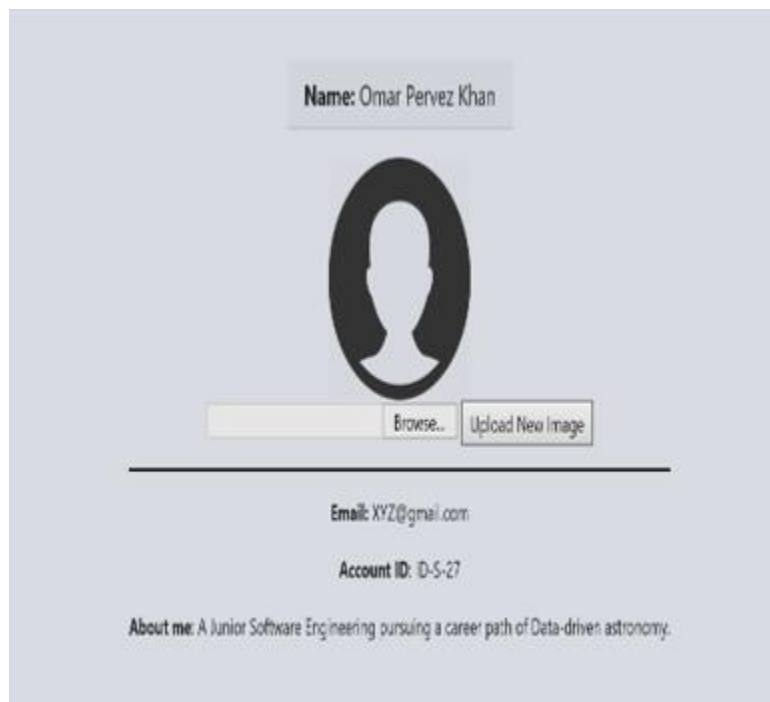 Name: Omar Pervez Khan
Browse...
Upload New Image
Email: XYZ@gmail.com
Account ID: ID-S-27
About me: A Junior Software Engineering pursuing a career path of Data-driven astronomy.